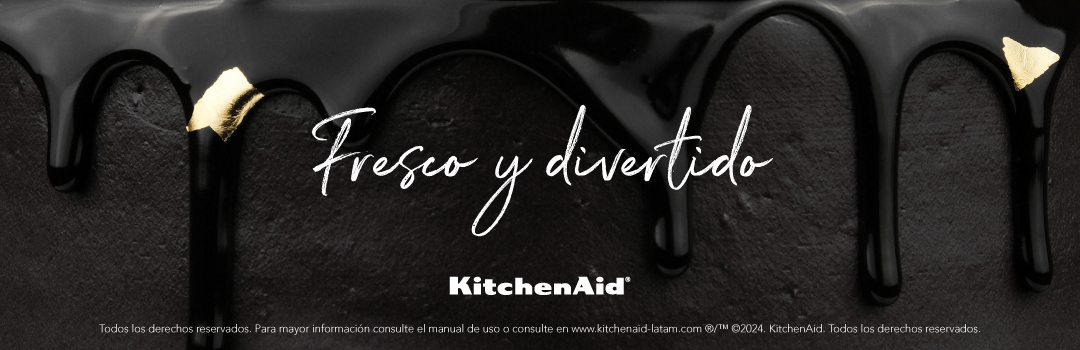 Fresco y divertido
KitchenAid®
Todos los derechos reservados. Para mayor información consulte el manual de uso o consulte en www.kitchenaid-latam.com ®/™ ©2024. KitchenAid. Todos los derechos reservados.